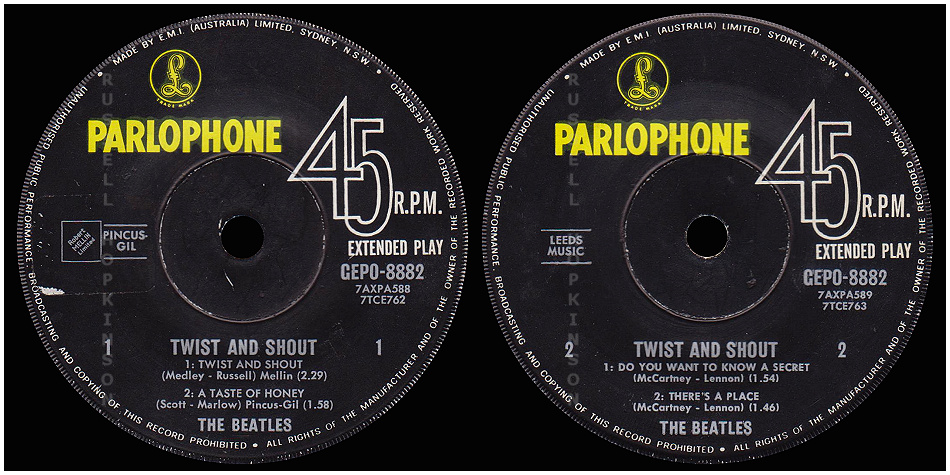 MADE BY E.M.I. (AUSTRALIA) LIMITED, SYDNEY, N.S.W.
UNAUTHORISED PUBLIC PERFORMANCE, BROADCASTING AND COPYING OF THIS RECORD PROHIBITED • ALL RIGHTS OF THE MANUFACTURER AND OF THE OWNER OF THE RECORDED WORK RESERVED
£
TRADE MARK
PARLOPHONE
45
R.P.M.
EXTENDED PLAY
Robert
MELLIN
Limited
PINCUS-
GIL
GEPO-8882
7AXPA588
7TCE762
1 TWIST AND SHOUT 1
1: TWIST AND SHOUT
(Medley - Russell) Mellin (2.29)
2: A TASTE OF HONEY
(Scott - Marlow) Pincus-Gil (1.58)
THE BEATLES
RUSSELL HOPKINSON
MADE BY E.M.I. (AUSTRALIA) LIMITED, SYDNEY, N.S.W.
UNAUTHORISED PUBLIC PERFORMANCE, BROADCASTING AND COPYING OF THIS RECORD PROHIBITED • ALL RIGHTS OF THE MANUFACTURER AND OF THE OWNER OF THE RECORDED WORK RESERVED
£
TRADE MARK
PARLOPHONE
45
R.P.M.
EXTENDED PLAY
LEEDS
MUSIC
GEPO-8882
7AXPA589
7TCE763
2 TWIST AND SHOUT 2
1: DO YOU WANT TO KNOW A SECRET
(McCartney - Lennon) (1.54)
2: THERE'S A PLACE
(McCartney - Lennon) (1.46)
THE BEATLES
RUSSELL HOPKINSON